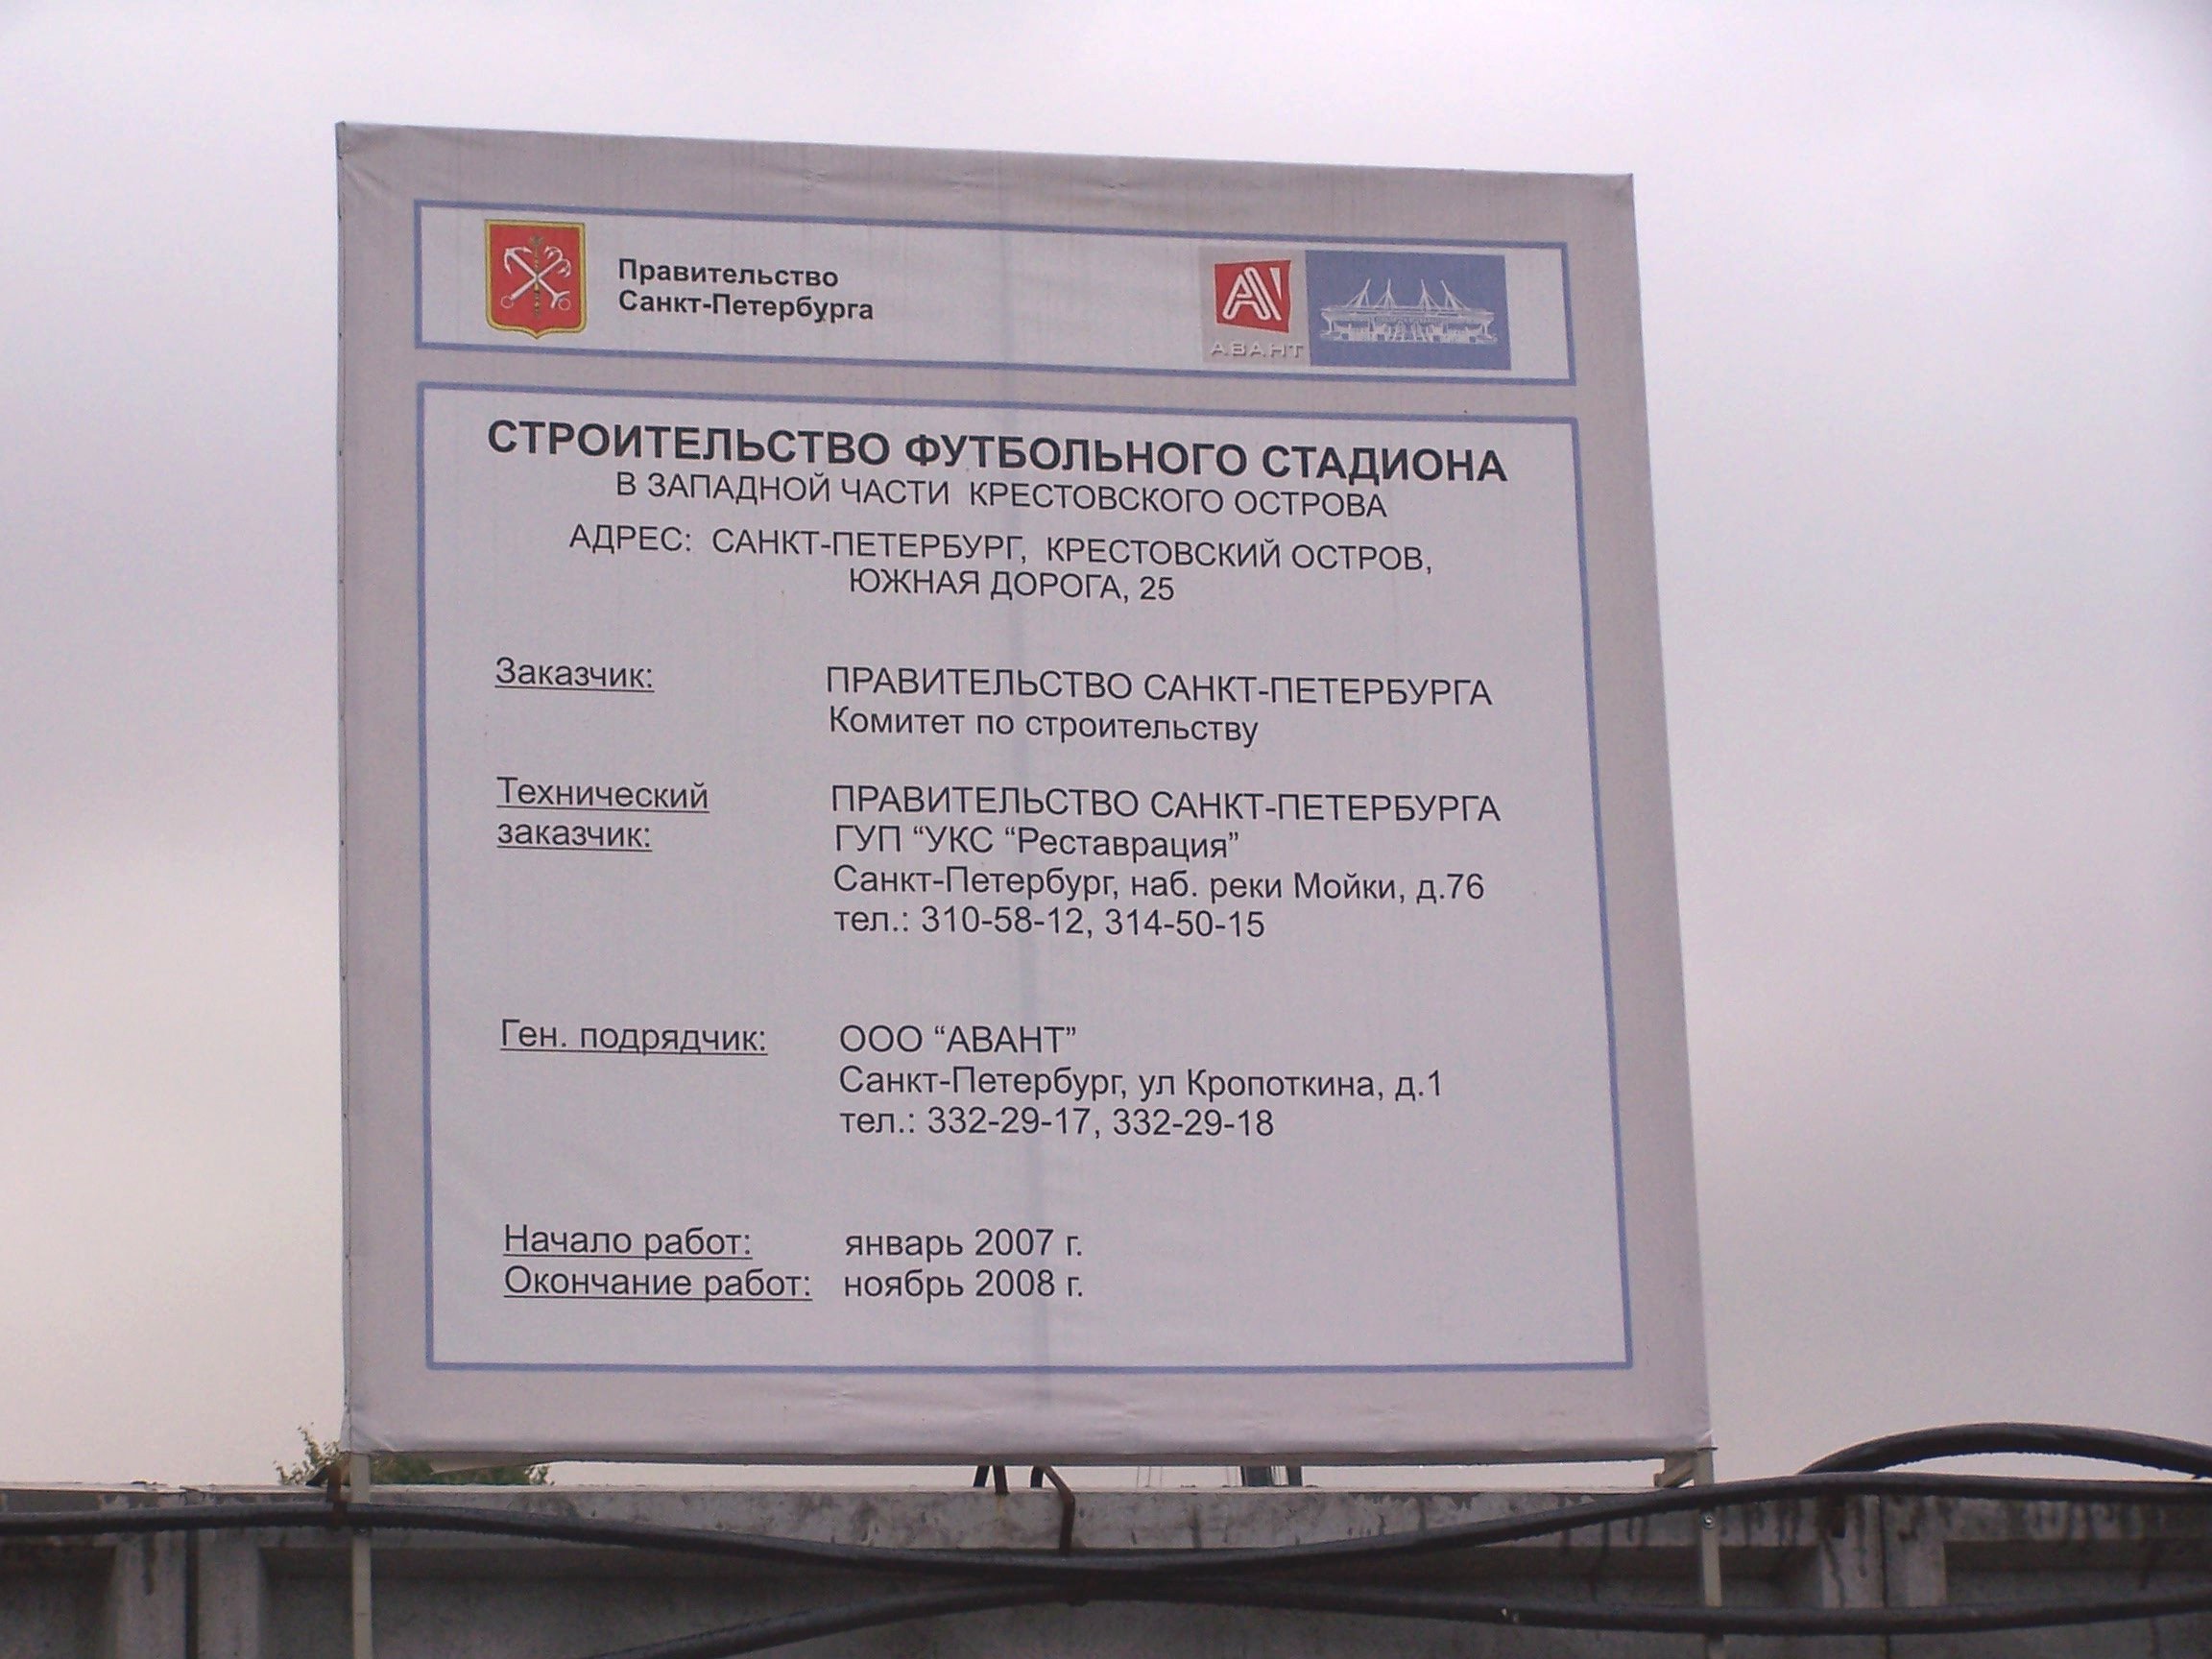 Правительство
Санкт-Петербурга
АВАНТ
СТРОИТЕЛЬСТВО ФУТБОЛЬНОГО СТАДИОНА
В ЗАПАДНОЙ ЧАСТИ КРЕСТОВСКОГО ОСТРОВА
АДРЕС: САНКТ-ПЕТЕРБУРГ, КРЕСТОВСКИЙ ОСТРОВ,
ЮЖНАЯ ДОРОГА, 25
Заказчик: ПРАВИТЕЛЬСТВО САНКТ-ПЕТЕРБУРГА
Комитет по строительству
Технический ПРАВИТЕЛЬСТВО САНКТ-ПЕТЕРБУРГА
заказчик: ГУП “УКС “Реставрация”
Санкт-Петербург, наб. реки Мойки, д.76
тел.: 310-58-12, 314-50-15
Ген. подрядчик: ООО “АВАНТ”
Санкт-Петербург, ул Кропоткина, д.1
тел.: 332-29-17, 332-29-18
Начало работ: январь 2007 г.
Окончание работ: ноябрь 2008 г.